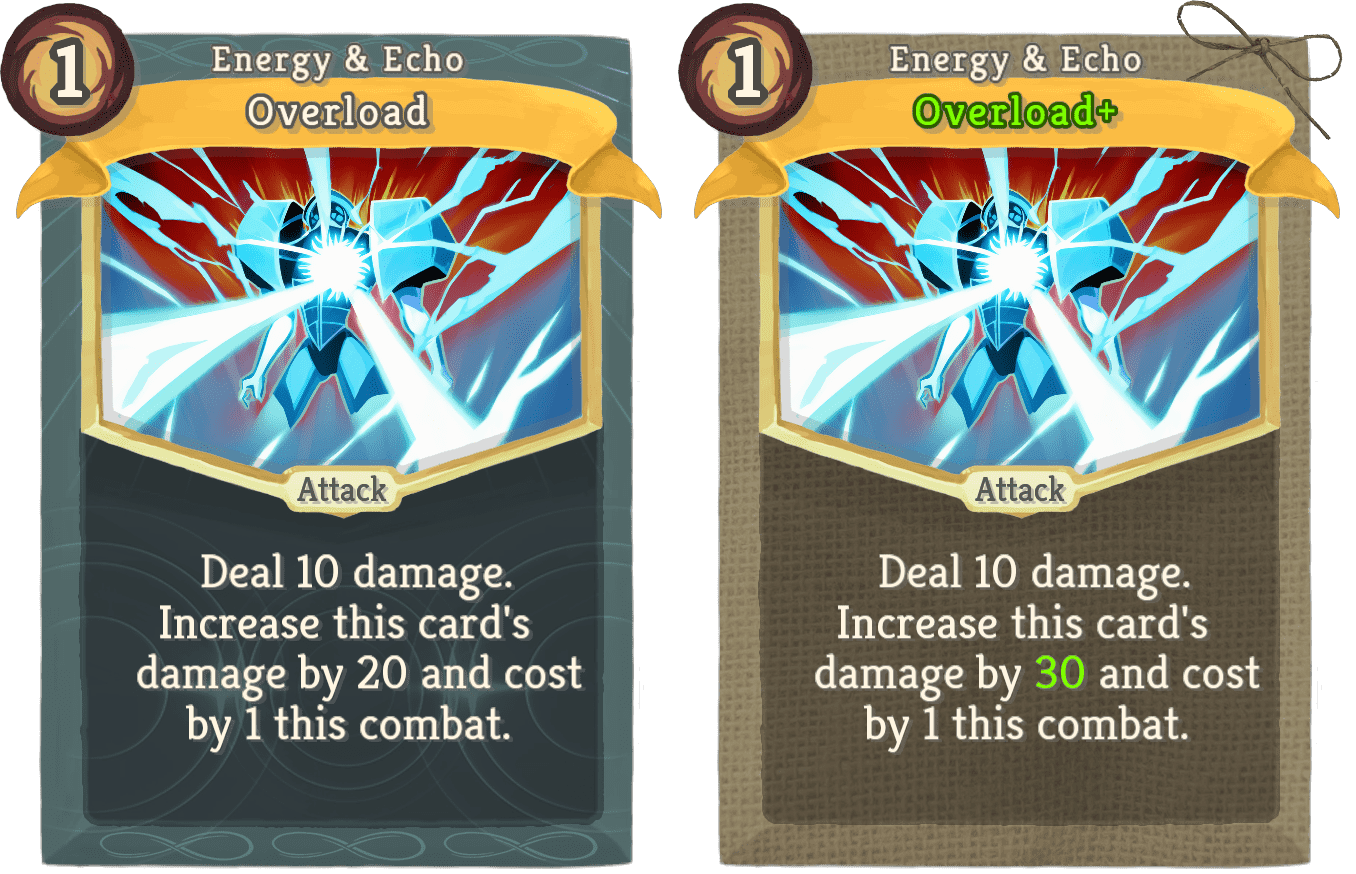 1
Energy & Echo
Overload
Attack
Deal 10 damage.
Increase this card's
damage by 20 and cost
by 1 this combat.
1
Energy & Echo
Overload+
Attack
Deal 10 damage.
Increase this card's
damage by 30 and cost
by 1 this combat.